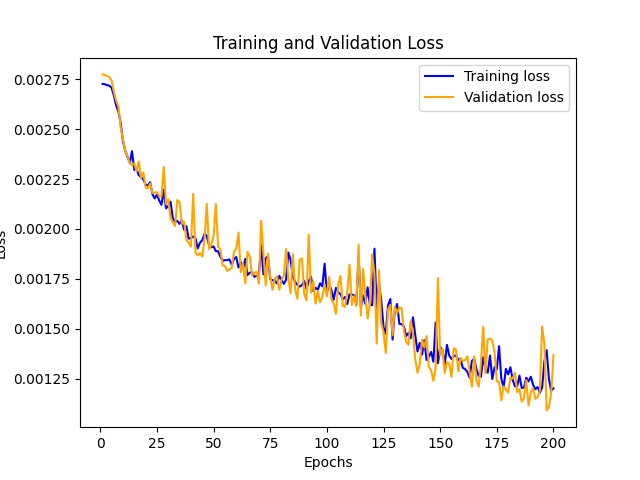 Training and Validation Loss
Training loss
Validation loss
0.00275
0.00250
0.00225
0.00200
0.00175
0.00150
0.00125
Loss
0 25 50 75 100 125 150 175 200
Epochs